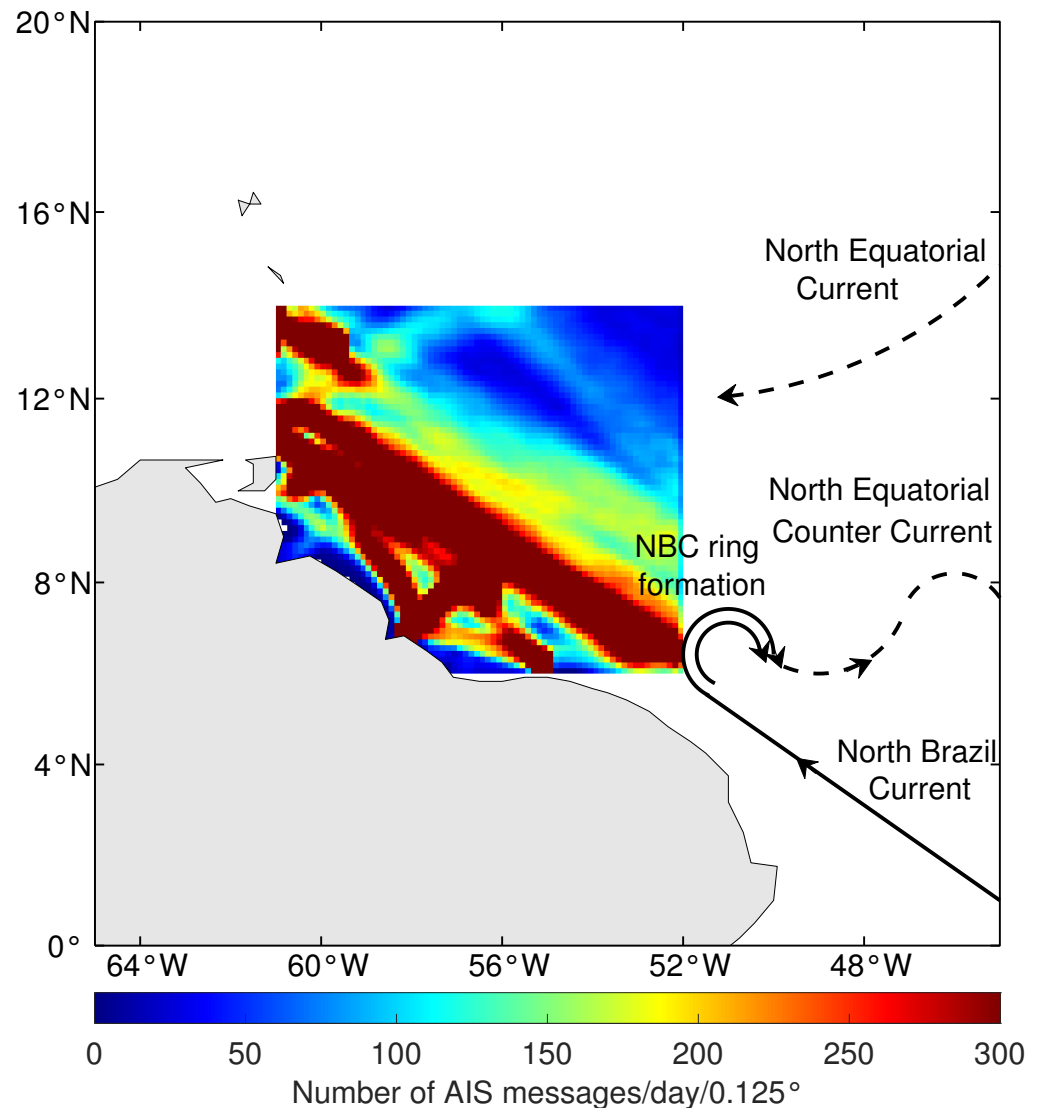 20°N
16°N
12°N
8°N
4°N
0°
North Equatorial
Current
North Equatorial
Counter Current
NBC ring
formation
North Brazil
Current
64°W 60°W 56°W 52°W 48°W
0 50 100 150 200 250 300
Number of AIS messages/day/0.125°